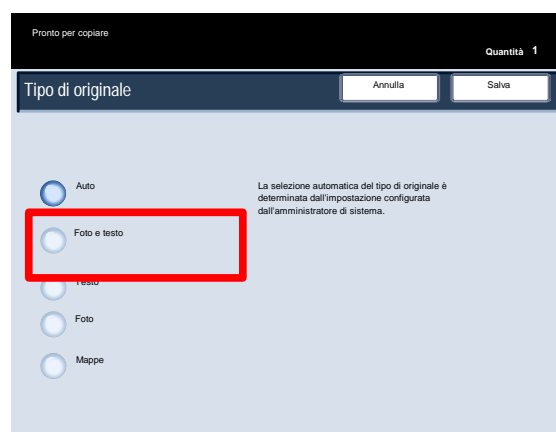 Pronto per copiare
Quantità 1
Tipo di originale
Annulla
Salva
Auto
La selezione automatica del tipo di originale è
determinata dall'impostazione configurata
dall'amministratore di sistema.
Foto e testo
Testo
Foto
Mappe